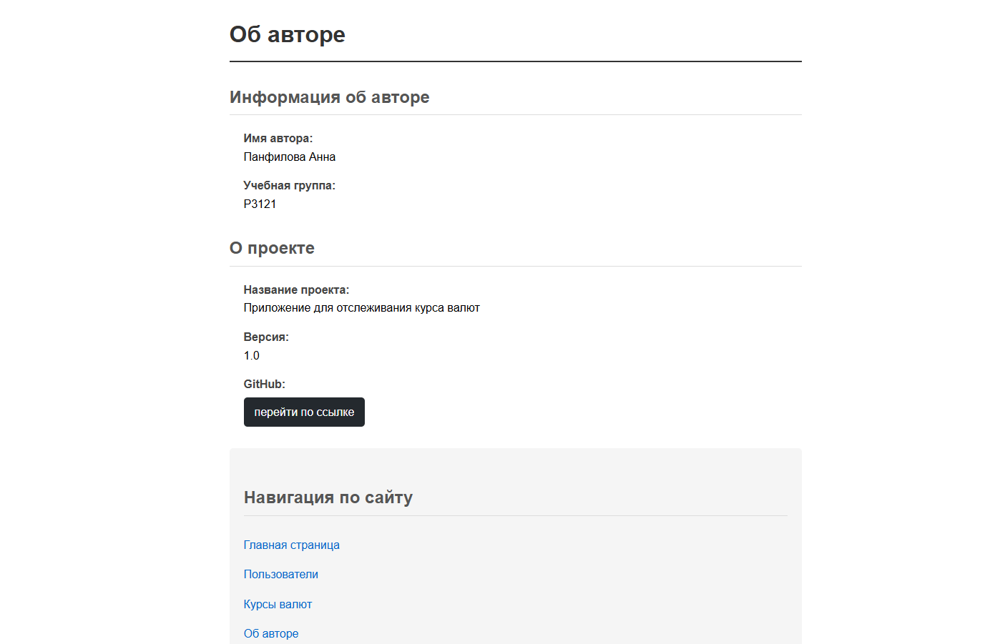 Об авторе
Информация об авторе
Имя автора:
Панфилова Анна
Учебная группа:
P3121
О проекте
Название проекта:
Приложение для отслеживания курса валют
Версия:
1.0
GitHub:
перейти по ссылке
Навигация по сайту
Главная страница
Пользователи
Курсы валют
Об авторе